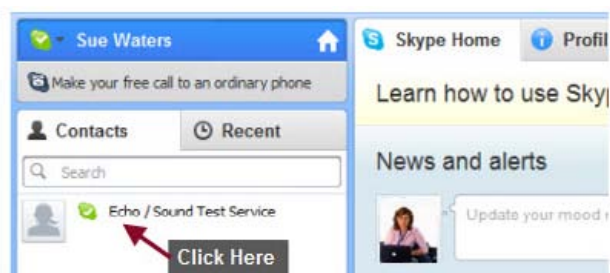 Sue Waters
Make your free call to an ordinary phone
Contacts
Recent
Search
Echo / Sound Test Service
Click Here
Skype Home
Profil
Learn how to use Sky
News and alerts
Update your mood